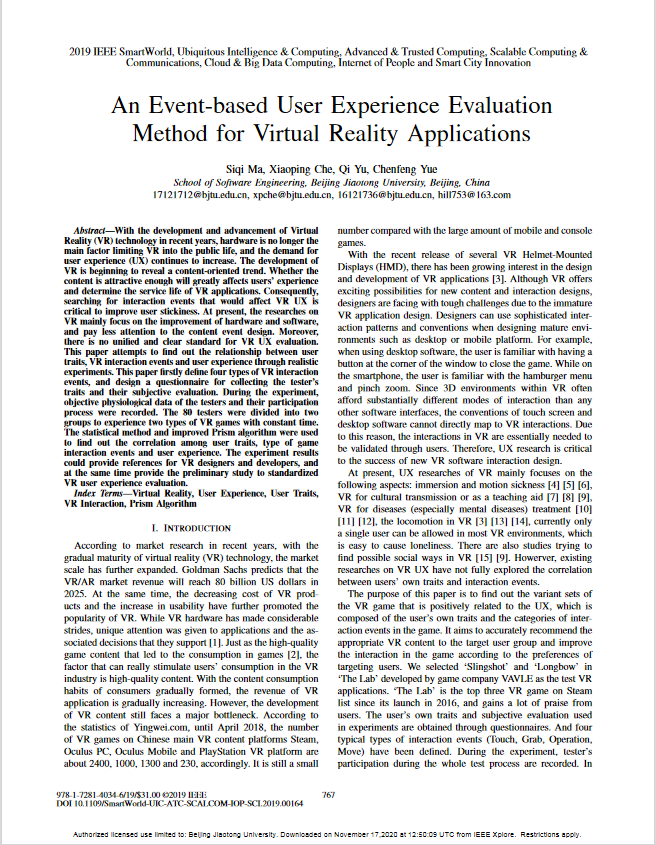 2019 IEEE SmartWorld, Ubiquitous Intelligence & Computing, Advanced & Trusted Computing, Scalable Computing &
Communications, Cloud & Big Data Computing, Internet of People and Smart City Innovation
An Event-based User Experience Evaluation
Method for Virtual Reality Applications
Siqi Ma, Xiaoping Che, Qi Yu, Chenfeng Yue
School of Software Engineering, Beijing Jiaotong University, Beijing, China
17121712@bjtu.edu.cn, xpche@bjtu.edu.cn, 16121736@bjtu.edu.cn, hill753@163.com
Abstract—With the development and advancement of Virtual
Reality (VR) technology in recent years, hardware is no longer the
main factor limiting VR into the public life, and the demand for
user experience (UX) continues to increase. The development of
VR is beginning to reveal a content-oriented trend. Whether the
content is attractive enough will greatly affects users' experience
and determine the service life of VR applications. Consequently,
searching for interaction events that would affect VR UX is
critical to improve user stickiness. At present, the researches on
VR mainly focus on the improvement of hardware and software,
and pay less attention to the content event design. Moreover,
there is no unified and clear standard for VR UX evaluation.
This paper attempts to find out the relationship between user
traits, VR interaction events and user experience through realistic
experiments. This paper firstly define four types of VR interaction
events, and design a questionnaire for collecting the tester's
traits and their subjective evaluation. During the experiment,
objective physiological data of the testers and their participation
process were recorded. The 80 testers were divided into two
groups to experience two types of VR games with constant time.
The statistical method and improved Prism algorithm were used
to find out the correlation among user traits, type of game
interaction events and user experience. The experiment results
could provide references for VR designers and developers, and
at the same time provide the preliminary study to standardized
VR user experience evaluation.
Index Terms—Virtual Reality, User Experience, User Traits,
VR Interaction, Prism Algorithm
I. INTRODUCTION
According to market research in recent years, with the
gradual maturity of virtual reality (VR) technology, the market
scale has further expanded. Goldman Sachs predicts that the
VR/AR market revenue will reach 80 billion US dollars in
2025. At the same time, the decreasing cost of VR prod-
ucts and the increase in usability have further promoted the
popularity of VR. While VR hardware has made considerable
strides, unique attention was given to applications and the as-
sociated decisions that they support [1]. Just as the high-quality
game content that led to the consumption in games [2], the
factor that can really stimulate users' consumption in the VR
industry is high-quality content. With the content consumption
habits of consumers gradually formed, the revenue of VR
application is gradually increasing. However, the development
of VR content still faces a major bottleneck. According to
the statistics of Yingwei.com, until April 2018, the number
of VR games on Chinese main VR content platforms Steam,
Oculus PC, Oculus Mobile and PlayStation VR platform are
about 2400, 1000, 1300 and 230, accordingly. It is still a small
number compared with the large amount of mobile and console
games.
With the recent release of several VR Helmet-Mounted
Displays (HMD), there has been growing interest in the design
and development of VR applications [3]. Although VR offers
exciting possibilities for new content and interaction designs,
designers are facing with tough challenges due to the immature
VR application design. Designers can use sophisticated inter-
action patterns and conventions when designing mature envi-
ronments such as desktop or mobile platform. For example,
when using desktop software, the user is familiar with having a
button at the corner of the window to close the game. While on
the smartphone, the user is familiar with the hamburger menu
and pinch zoom. Since 3D environments within VR often
afford substantially different modes of interaction than any
other software interfaces, the conventions of touch screen and
desktop software cannot directly map to VR interactions. Due
to this reason, the interactions in VR are essentially needed to
be validated through users. Therefore, UX research is critical
to the success of new VR software interaction design.
At present, UX researches of VR mainly focuses on the
following aspects: immersion and motion sickness [4] [5] [6],
VR for cultural transmission or as a teaching aid [7] [8] [9],
VR for diseases (especially mental diseases) treatment [10]
[11] [12], the locomotion in VR [3] [13] [14], currently only
a single user can be allowed in most VR environments, which
is easy to cause loneliness. There are also studies trying to
find possible social ways in VR [15] [9]. However, existing
researches on VR UX have not fully explored the correlation
between users' own traits and interaction events.
The purpose of this paper is to find out the variant sets of
the VR game that is positively related to the UX, which is
composed of the user's own traits and the categories of inter-
action events in the game. It aims to accurately recommend the
appropriate VR content to the target user group and improve
the interaction in the game according to the preferences of
targeting users. We selected 'Slingshot' and 'Longbow' in
'The Lab' developed by game company VAVLE as the test VR
applications. 'The Lab' is the top three VR game on Steam
list since its launch in 2016, and gains a lot of praise from
users. The user's own traits and subjective evaluation used
in experiments are obtained through questionnaires. And four
typical types of interaction events (Touch, Grab, Operation,
Move) have been defined. During the experiment, tester's
participation during the whole test process are recorded. In
978-1-7281-4034-6/19/$31.00 ©2019 IEEE
DOI 10.1109/SmartWorld-UIC-ATC-SCALCOM-IOP-SCI.2019.00164
767
Authorized licensed use limited to: Beijing Jiaotong University. Downloaded on November 17,2020 at 12:50:09 UTC from IEEE Xplore. Restrictions apply.